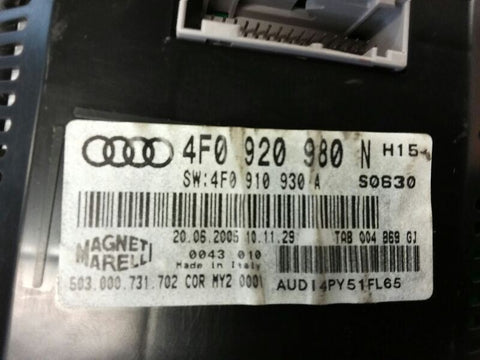 4F0 920 980 N H15
SW:4F0 910 930 A S0630
20.06.2005 10.11.29 TAB 004 869 GJ
MAGNETI MARELLI
0043 010
Made in Italy
503.000.731.702 COR MY2 0001
AUDI4PY51FL65